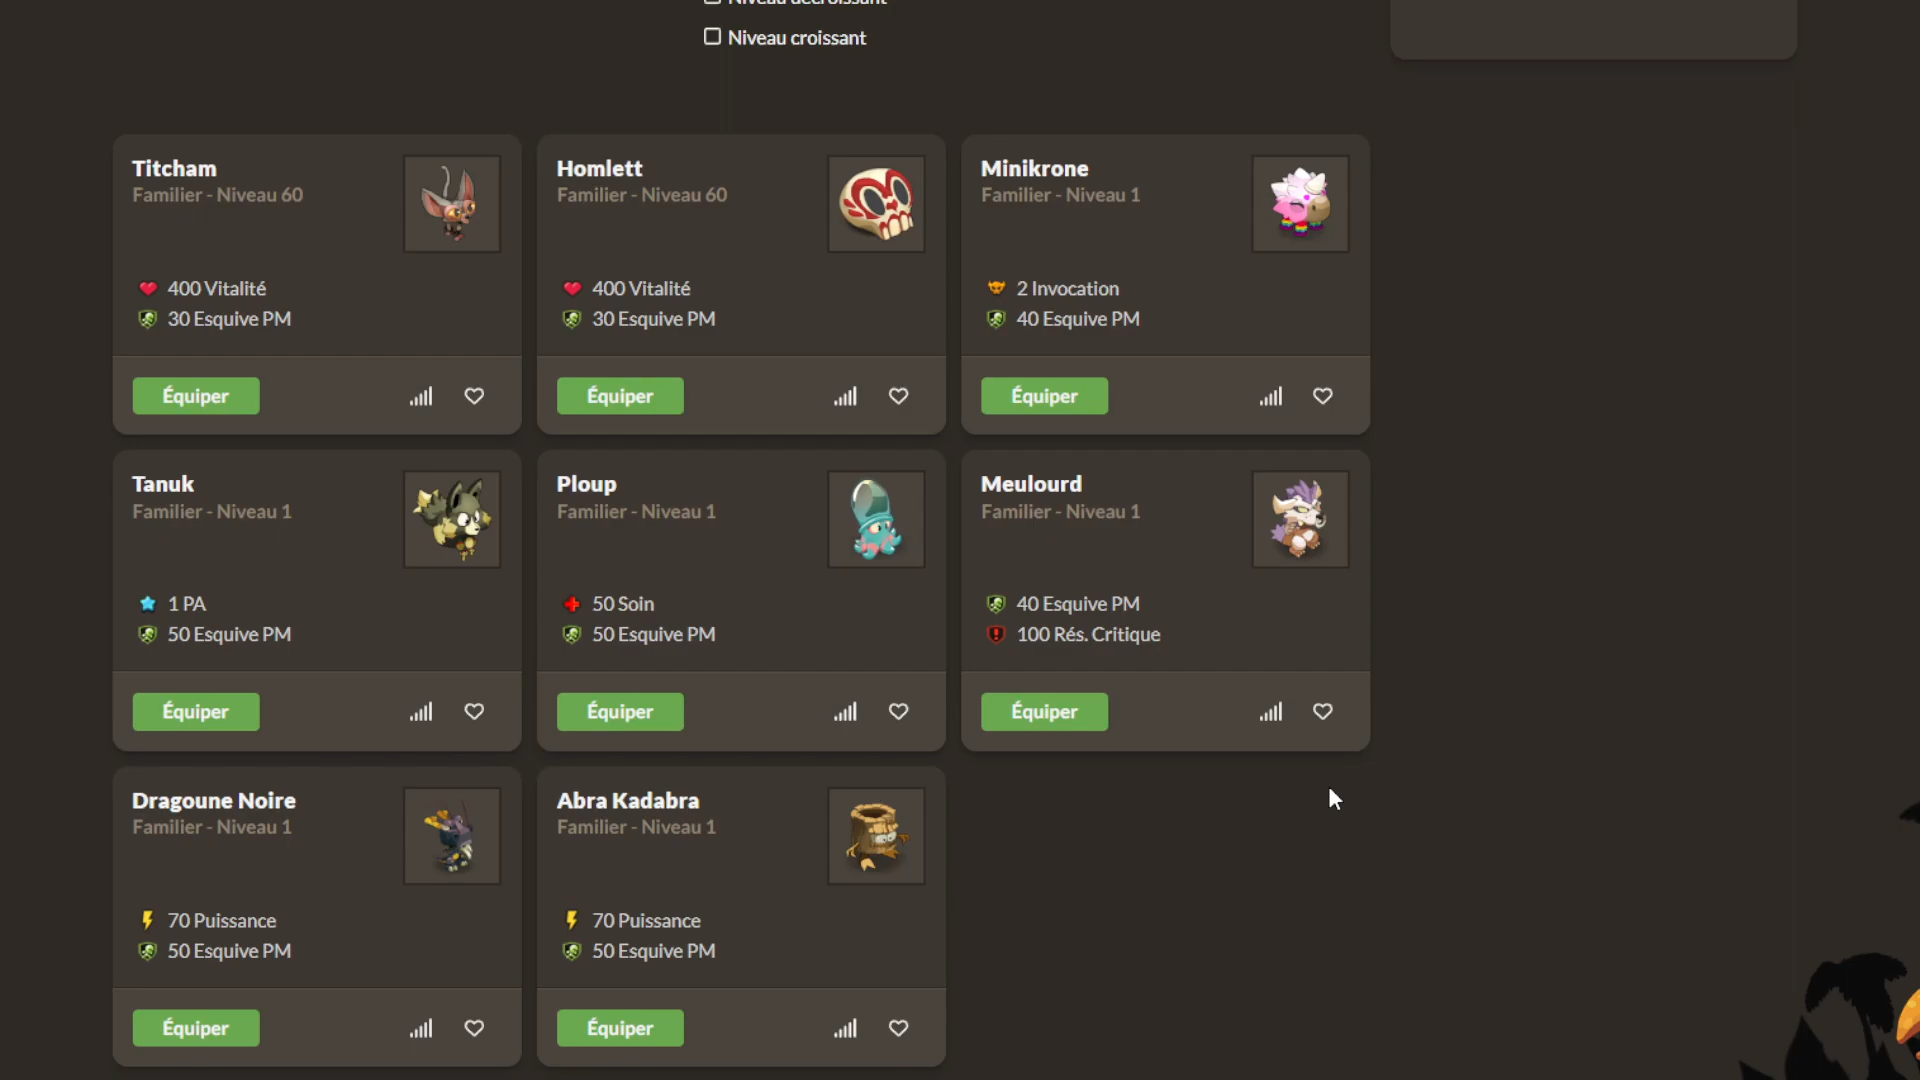 Niveau décroissant
Niveau croissant
Titcham
Familier - Niveau 60
400 Vitalité
30 Esquive PM
Équiper
Homlett
Familier - Niveau 60
400 Vitalité
30 Esquive PM
Équiper
Minikrone
Familier - Niveau 1
2 Invocation
40 Esquive PM
Équiper
Tanuk
Familier - Niveau 1
1 PA
50 Esquive PM
Équiper
Ploup
Familier - Niveau 1
50 Soin
50 Esquive PM
Équiper
Meulourd
Familier - Niveau 1
40 Esquive PM
100 Rés. Critique
Équiper
Dragoune Noire
Familier - Niveau 1
70 Puissance
50 Esquive PM
Équiper
Abra Kadabra
Familier - Niveau 1
70 Puissance
50 Esquive PM
Équiper